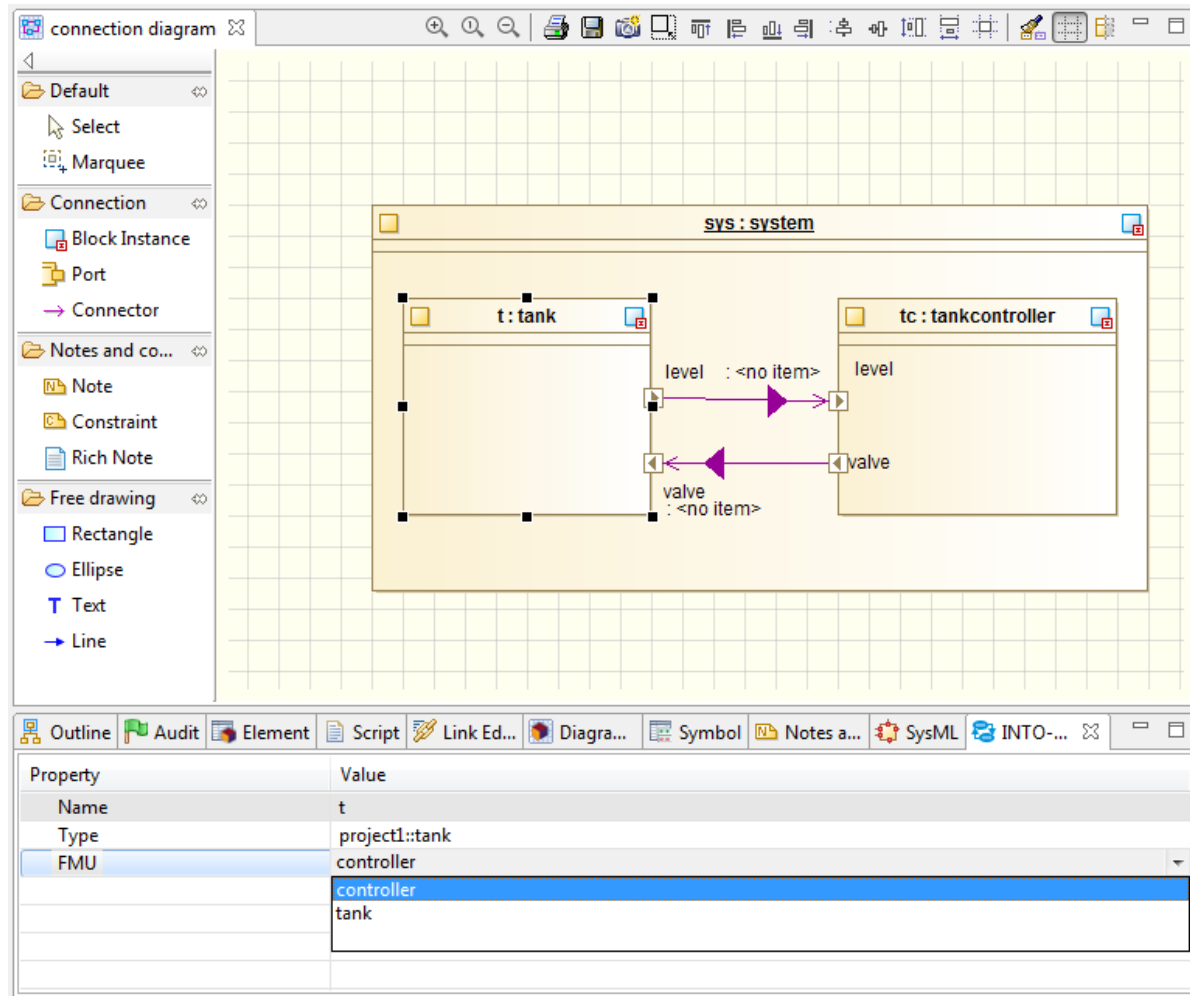 connection diagram
Default
Select
Marquee
Connection
Block Instance
Port
Connector
Notes and co...
Note
Constraint
Rich Note
Free drawing
Rectangle
Ellipse
T Text
Line
sys : system
t : tank
tc : tankcontroller
level : <no item>
level
valve
valve
: <no item>
Outline Audit Element Script Link Ed... Diagra... Symbol Notes a... SysML INTO-...
Property Value
Name t
Type project1::tank
FMU controller
controller
tank